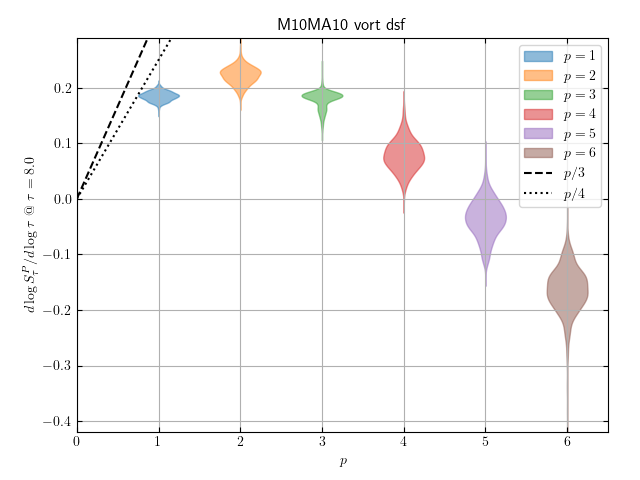 M10MA10 vort dsf
p = 1
p = 2
p = 3
p = 4
p = 5
p = 6
p/3
p/4
d log S_τ^P / d log τ @ τ = 8.0
0.2
0.1
0.0
−0.1
−0.2
−0.3
−0.4
0 1 2 3 4 5 6
p